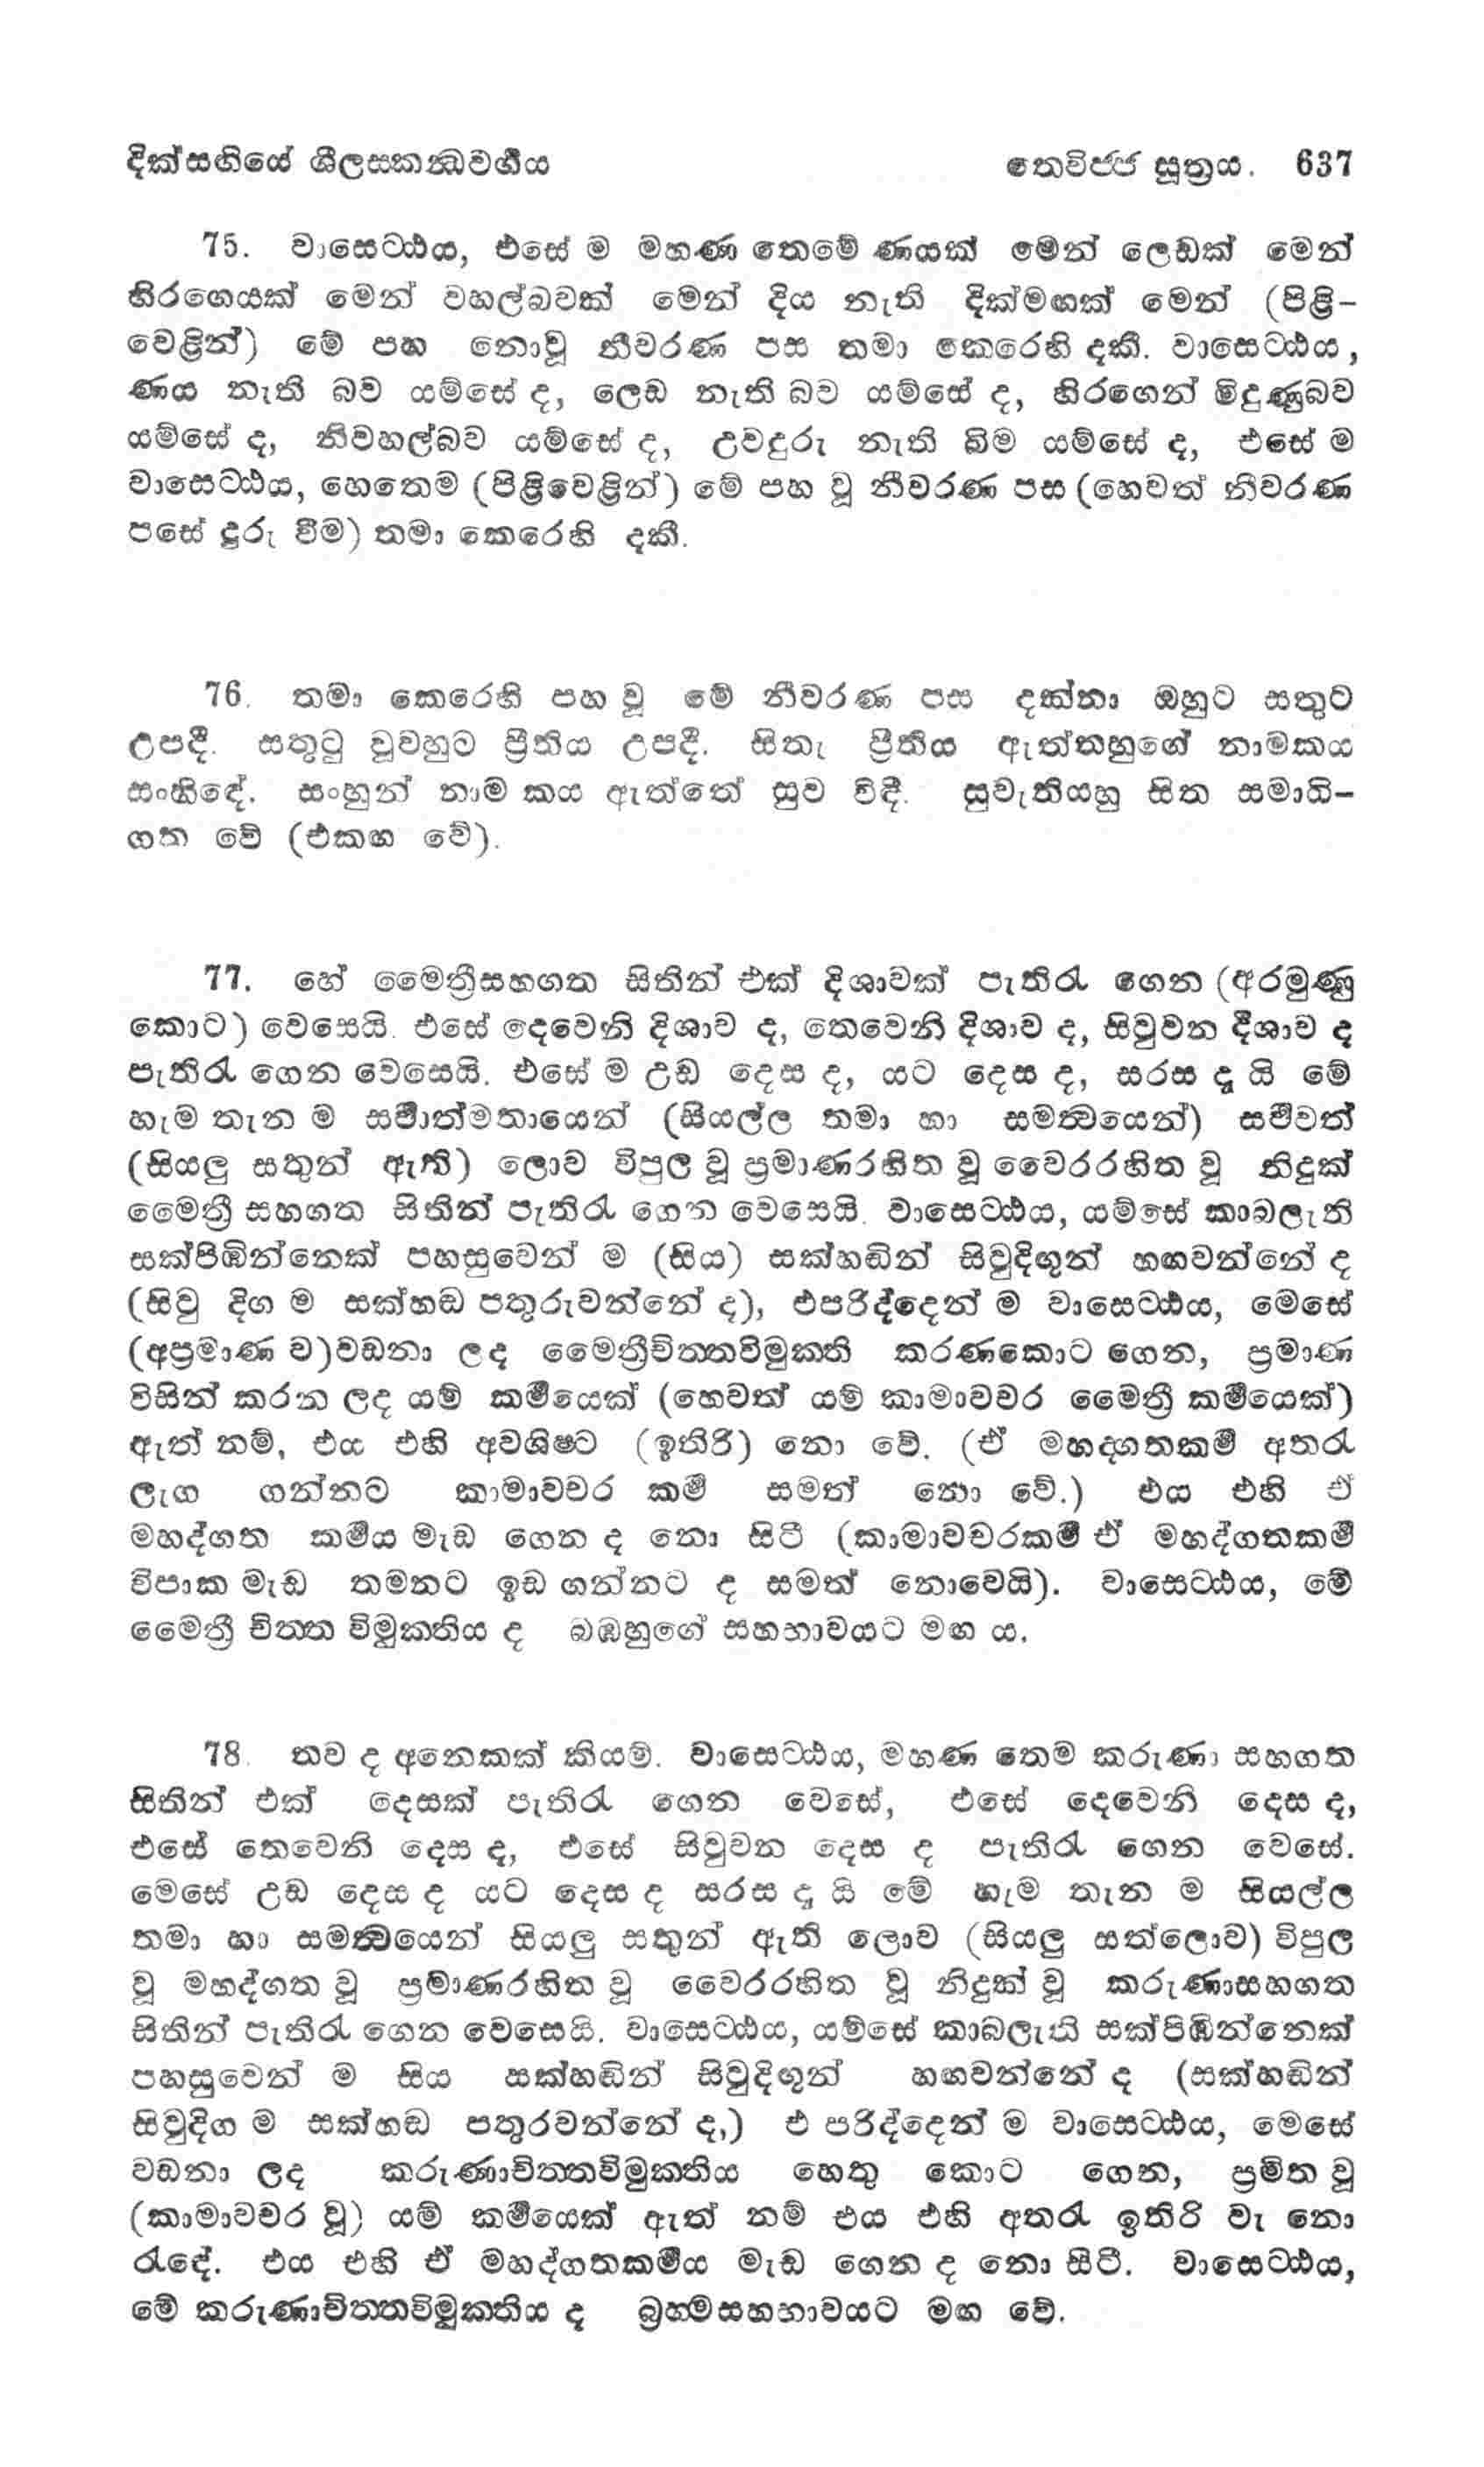 දික්සඟියේ ශීලසකන්‍ධවර්‍ගය තෙවිජ්ජ සූත්‍රය. 637
75. වාසෙට්ඨය, එසේ ම මහණ තෙමේ ණයක් මෙන් ලෙඩක් මෙන්
හිරගෙයක් මෙන් වහල්බවක් මෙන් දිය නැති දික්මඟක් මෙන් (පිළි-
වෙළින්) මේ පහ නොවූ නීවරණ පස තමා කෙරෙහි දකී. වාසෙට්ඨය,
ණය නැති බව යම්සේ ද, ලෙඩ නැති බව යම්සේ ද, හිරගෙන් මිදුණුබව
යම්සේ ද, නිවහල්බව යම්සේ ද, උවදුරු නැති බිම යම්සේ ද, එසේ ම
වාසෙට්ඨය, හෙතෙම (පිළිවෙළින්) මේ පහ වූ නීවරණ පස (හෙවත් නීවරණ
පසේ දුරු වීම) තමා කෙරෙහි දකී.
76. තමා කෙරෙහි පහ වූ මේ නීවරණ පස දක්නා ඔහුට සතුට
උපදී. සතුටු වූවහුට ප්‍රීතිය උපදී. සිතැ ප්‍රීතිය ඇත්තහුගේ නාමකය
සංහිඳේ. සංහුන් නාම කය ඇත්තේ සුව විඳී. සුවැතියහු සිත සමාධි-
ගත වේ (එකඟ වේ).
77. හේ මෛත්‍රීසහගත සිතින් එක් දිශාවක් පැතිරැ ගෙන (අරමුණු
කොට) වෙසෙයි. එසේ දෙවෙනි දිශාව ද, තෙවෙනි දිශාව ද, සිවුවන දිශාව ද
පැතිරැ ගෙන වෙසෙයි. එසේ ම උඩ දෙස ද, යට දෙස ද, සරස ද යි මේ
හැම තැන ම සර්‍වාත්මතායෙන් (සියල්ල තමා හා සමත්‍වයෙන්) සර්‍වවත්
(සියලු සතුන් ඇති) ලොව විපුල වූ ප්‍රමාණරහිත වූ වෛරරහිත වූ නිදුක්
මෛත්‍රී සහගත සිතින් පැතිරැ ගෙන වෙසෙයි. වාසෙට්ඨය, යම්සේ කාබලැති
සක්පිඹින්නෙක් පහසුවෙන් ම (සිය) සක්හඬින් සිවුදිගුන් හඟවන්නේ ද
(සිවු දිග ම සක්හඬ පතුරුවන්නේ ද), එපරිද්දෙන් ම වාසෙට්ඨය, මෙසේ
(අප්‍රමාණ ව)වඩනා ලද මෛත්‍රීචිත්තවිමුක්ති කරණකොට ගෙන, ප්‍රමාණ
විසින් කරන ලද යම් කර්‍මයෙක් (හෙවත් යම් කාමාවචර මෛත්‍රී කර්‍මයෙක්)
ඇත් නම්, එය එහි අවශිෂ්ට (ඉතිරි) නො වේ. (ඒ මහද්ගතකර්‍ම අතරැ
ලැග ගන්නට කාමාවචර කර්‍ම සමත් නො වේ.) එය එහි ඒ
මහද්ගත කර්‍මය මැඩ ගෙන ද නො සිටී (කාමාවචරකර්‍ම ඒ මහද්ගතකර්‍ම
විපාක මැඩ තමනට ඉඩ ගන්නට ද සමත් නොවෙයි). වාසෙට්ඨය, මේ
මෛත්‍රී චිත්ත විමුක්තිය ද බඹහුගේ සහභාවයට මඟ ය.
78. තව ද අනෙකක් කියම්. වාසෙට්ඨය, මහණ තෙම කරුණා සහගත
සිතින් එක් දෙසක් පැතිරැ ගෙන වෙසේ, එසේ දෙවෙනි දෙස ද,
එසේ තෙවෙනි දෙස ද, එසේ සිවුවන දෙස ද පැතිරැ ගෙන වෙසේ.
මෙසේ උඩ දෙස ද යට දෙස ද සරස ද යි මේ හැම තැන ම සියල්ල
තමා හා සමත්‍වයෙන් සියලු සතුන් ඇති ලොව (සියලු සත්ලොව) විපුල
වූ මහද්ගත වූ ප්‍රමාණරහිත වූ වෛරරහිත වූ නිදුක් වූ කරුණාසහගත
සිතින් පැතිරැ ගෙන වෙසෙයි. වාසෙට්ඨය, යම්සේ කාබලැති සක්පිඹින්නෙක්
පහසුවෙන් ම සිය සක්හඬින් සිවුදිගුන් හඟවන්නේ ද (සක්හඬින්
සිවුදිග ම සක්හඬ පතුරවන්නේ ද,) එ පරිද්දෙන් ම වාසෙට්ඨය, මෙසේ
වඩනා ලද කරුණාචිත්තවිමුක්තිය හෙතු කොට ගෙන, ප්‍රමිත වූ
(කාමාවචර වූ) යම් කර්‍මයෙක් ඇත් නම් එය එහි අතරැ ඉතිරි වැ නො
රැඳේ. එය එහි ඒ මහද්ගතකර්‍මය මැඩ ගෙන ද නො සිටී. වාසෙට්ඨය,
මේ කරුණාචිත්තවිමුක්තිය ද බ්‍රහ්මසහභාවයට මඟ වේ.